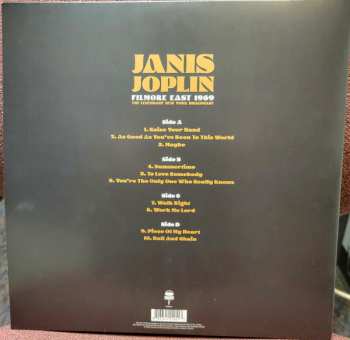 JANIS
JOPLIN
FILMORE EAST 1969
THE LEGENDARY NEW YORK BROADCAST
Side A
1. Raise Your Hand
2. As Good As You've Been To This World
3. Maybe
Side B
4. Summertime
5. To Love Somebody
6. You're The Only One Who Really Knows
Side C
7. Walk Right
8. Work Me Lord
Side D
9. Piece Of My Heart
10. Ball And Chain